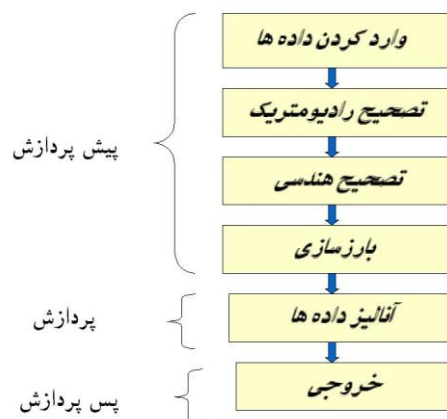 وارد کردن داده ها
تصحیح رادیومتریک
تصحیح هندسی
بارزسازی
پیش پردازش
آنالیز داده ها
پردازش
خروجی
پس پردازش